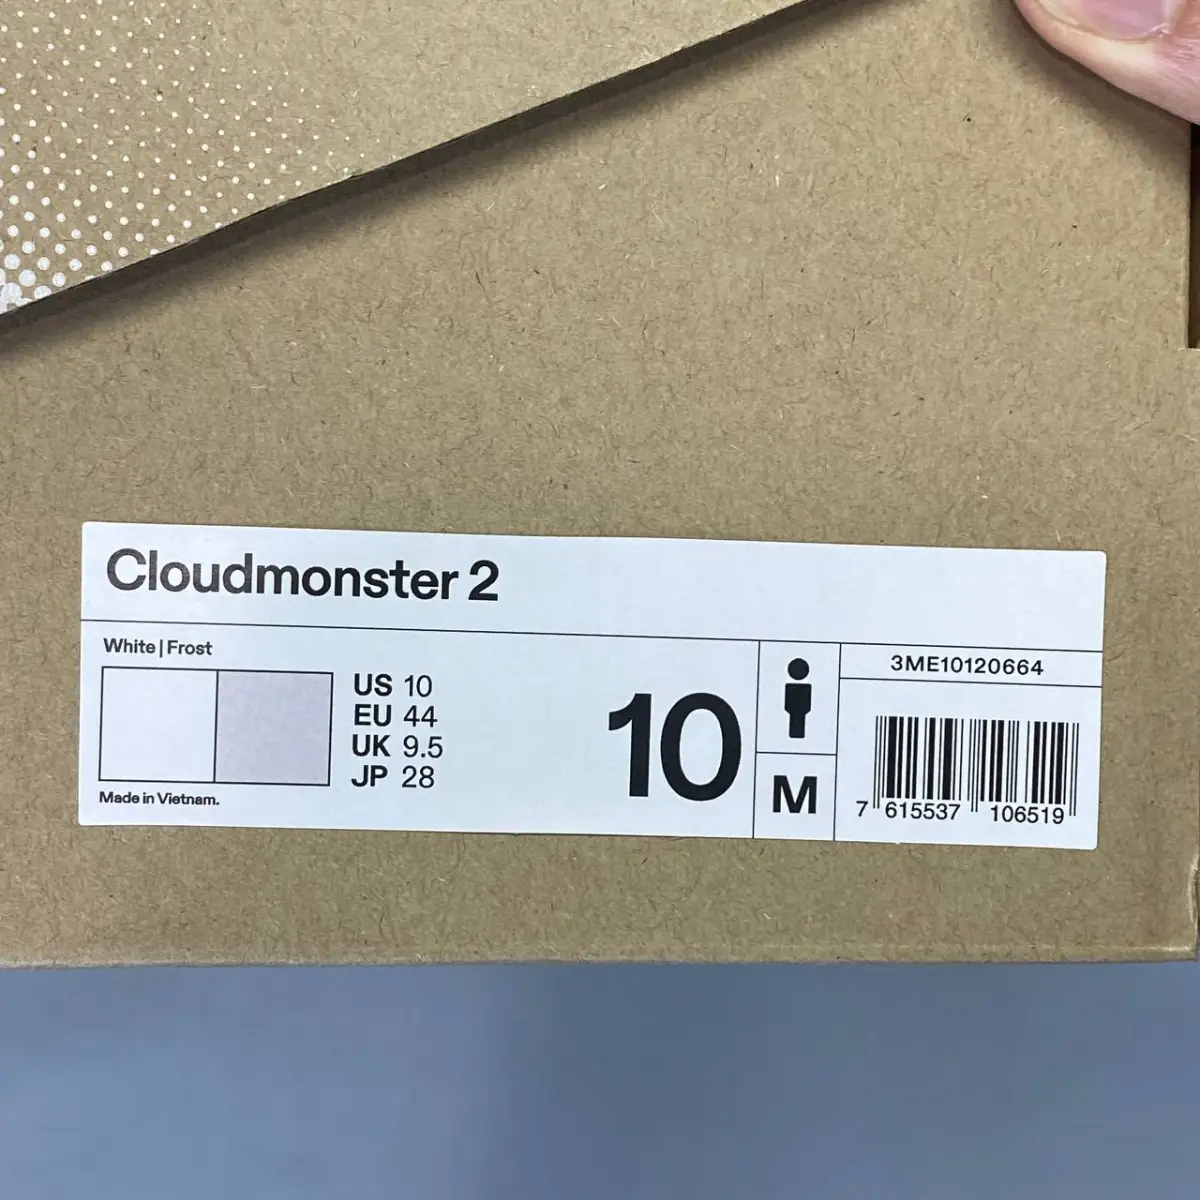 Cloudmonster 2
White | Frost
US 10
EU 44
UK 9.5
JP 28
Made in Vietnam.
10
M
3ME10120664
7 615537 106519